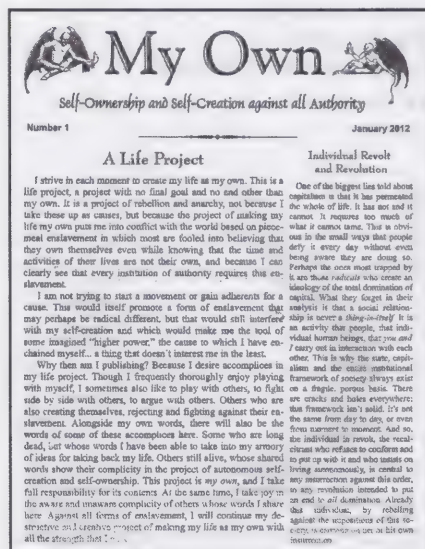 My Own
Self-Ownership and Self-Creation against all Authority
Number 1
January 2012
A Life Project
I strive in each moment to create my life as my own. This is a
life project, a project with no final goal and no end other than
my own. It is a project of rebellion and anarchy, not because I
take these up as causes, but because the project of making my
life my own puts me into conflict with the world based on piece-
meal enslavement in which most are fooled into believing that
they own themselves even while knowing that the time and
activities of their lives are not their own, and because I can
clearly see that every institution of authority requires this en-
slavement.
I am not trying to start a movement or gain adherents for a
cause. This would itself promote a form of enslavement that
may perhaps be radical different, but that would still interfere
with my self-creation and which would make me the tool of
some imagined "higher power," the cause to which I have en-
chained myself... a thing that doesn't interest me in the least.
Why then am I publishing? Because I desire accomplices in
my life project. Though I frequently thoroughly enjoy playing
with myself, I sometimes also like to play with others, to fight
side by side with others, to argue with others. Others who are
also creating themselves, rejecting and fighting against their en-
slavement. Alongside my own words, there will also be the
words of some of these accomplices here. Some who are long
dead, but whose words I have been able to take into my armory
of ideas for taking back my life. Others still alive, whose shared
words show their complicity in the project of autonomous self-
creation and self-ownership. This project is my own, and I take
full responsibility for its contents. At the same time, I take joy in
the aware and unaware complicity of others whose words I share
here. Against all forms of enslavement, I will continue my de-
structive and creative project of making my life as my own with
all the strength that I
Individual Revolt
and Revolution
One of the biggest lies told about
capitalism is that it has permeated
the whole of life. It has not and it
cannot. It requires too much of
what it cannot tame. This is obvi-
ous in the small ways that people
defy it every day without even
being aware they are doing so.
Perhaps the ones most trapped by
it are those radicals who create an
ideology of the total domination of
capital. What they forget in their
analysis is that a social relation-
ship is never a thing-in-itself. It is
an activity that people, that indi-
vidual human beings, that you and
I carry out in interaction with each
other. This is why the state, capit-
alism and the entire institutional
framework of society always exist
on a fragile, porous basis. There
are cracks and holes everywhere;
this framework isn't solid. It's not
the same from day to day, or even
from moment to moment. And so,
the individual in revolt, the recal-
citrant who refuses to conform and
to put up with it and who insists on
living autonomously, is central to
any insurrection against this order,
to any revolution intended to put
an end to all domination. Already
this individual, by rebelling
against the impositions of this so-
ciety, is on his own
insurrection